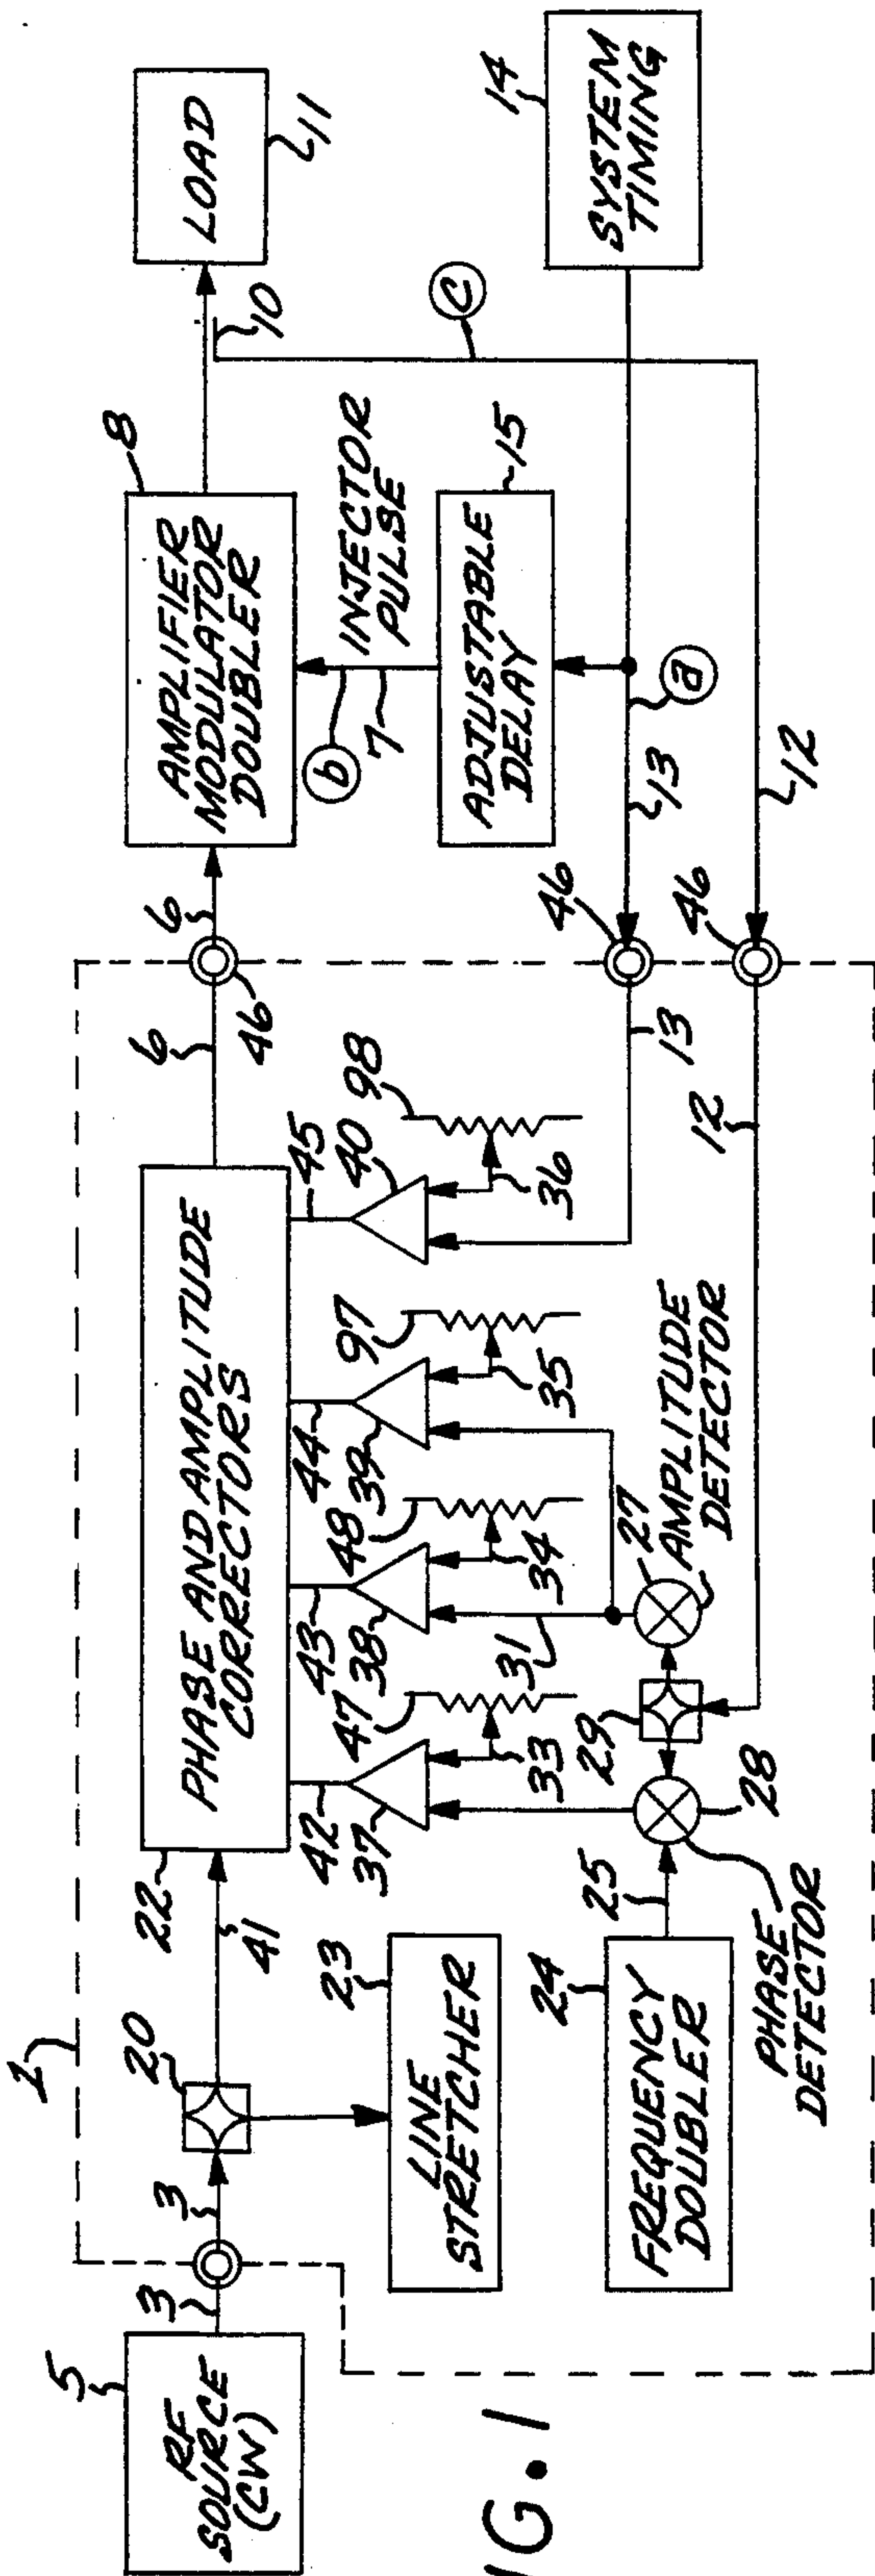 1
5
RF
SOURCE
(CW)
3
3
20
41
22
PHASE AND AMPLITUDE
CORRECTORS
6
6
46
8
AMPLIFIER
MODULATOR
DOUBLER
10
LOAD
11
23
LINE
STRETCHER
42
37
47
33
43
38
48
34
44
39
97
35
45
40
98
36
b
7
INJECTOR
PULSE
c
15
ADJUSTABLE
DELAY
14
SYSTEM
TIMING
24
FREQUENCY
DOUBLER
25
28
PHASE
DETECTOR
29
31
27
AMPLITUDE
DETECTOR
13
12
46
13
a
46
12
IG. 1